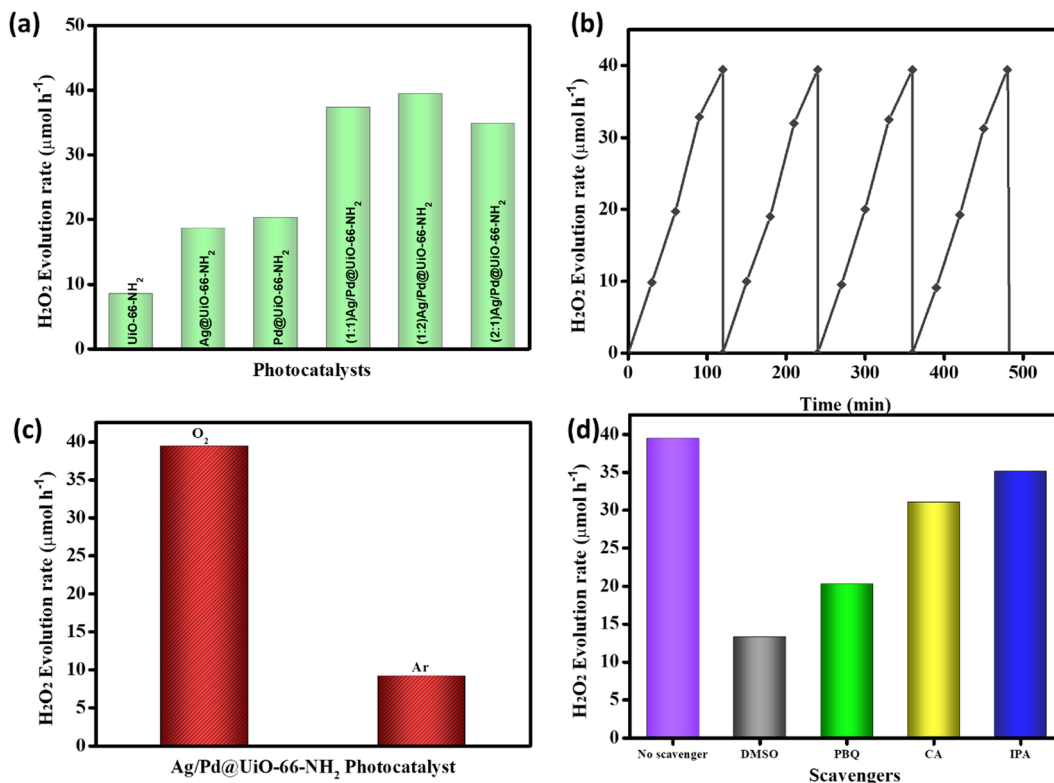 (a)
H₂O₂ Evolution rate (μmol h⁻¹)
50
40
30
20
10
0
UiO-66-NH₂
Ag@UiO-66-NH₂
Pd@UiO-66-NH₂
(1:1)Ag/Pd@UiO-66-NH₂
(1:2)Ag/Pd@UiO-66-NH₂
(2:1)Ag/Pd@UiO-66-NH₂
Photocatalysts
(b)
H₂O₂ Evolution rate (μmol h⁻¹)
40
30
20
10
0
0 100 200 300 400 500
Time (min)
(c)
H₂O₂ Evolution rate (μmol h⁻¹)
40
35
30
25
20
15
10
5
0
O₂
Ar
Ag/Pd@UiO-66-NH₂ Photocatalyst
(d)
H₂O₂ Evolution rate (μmol h⁻¹)
40
35
30
25
20
15
10
5
0
No scavenger DMSO PBQ CA IPA
Scavengers